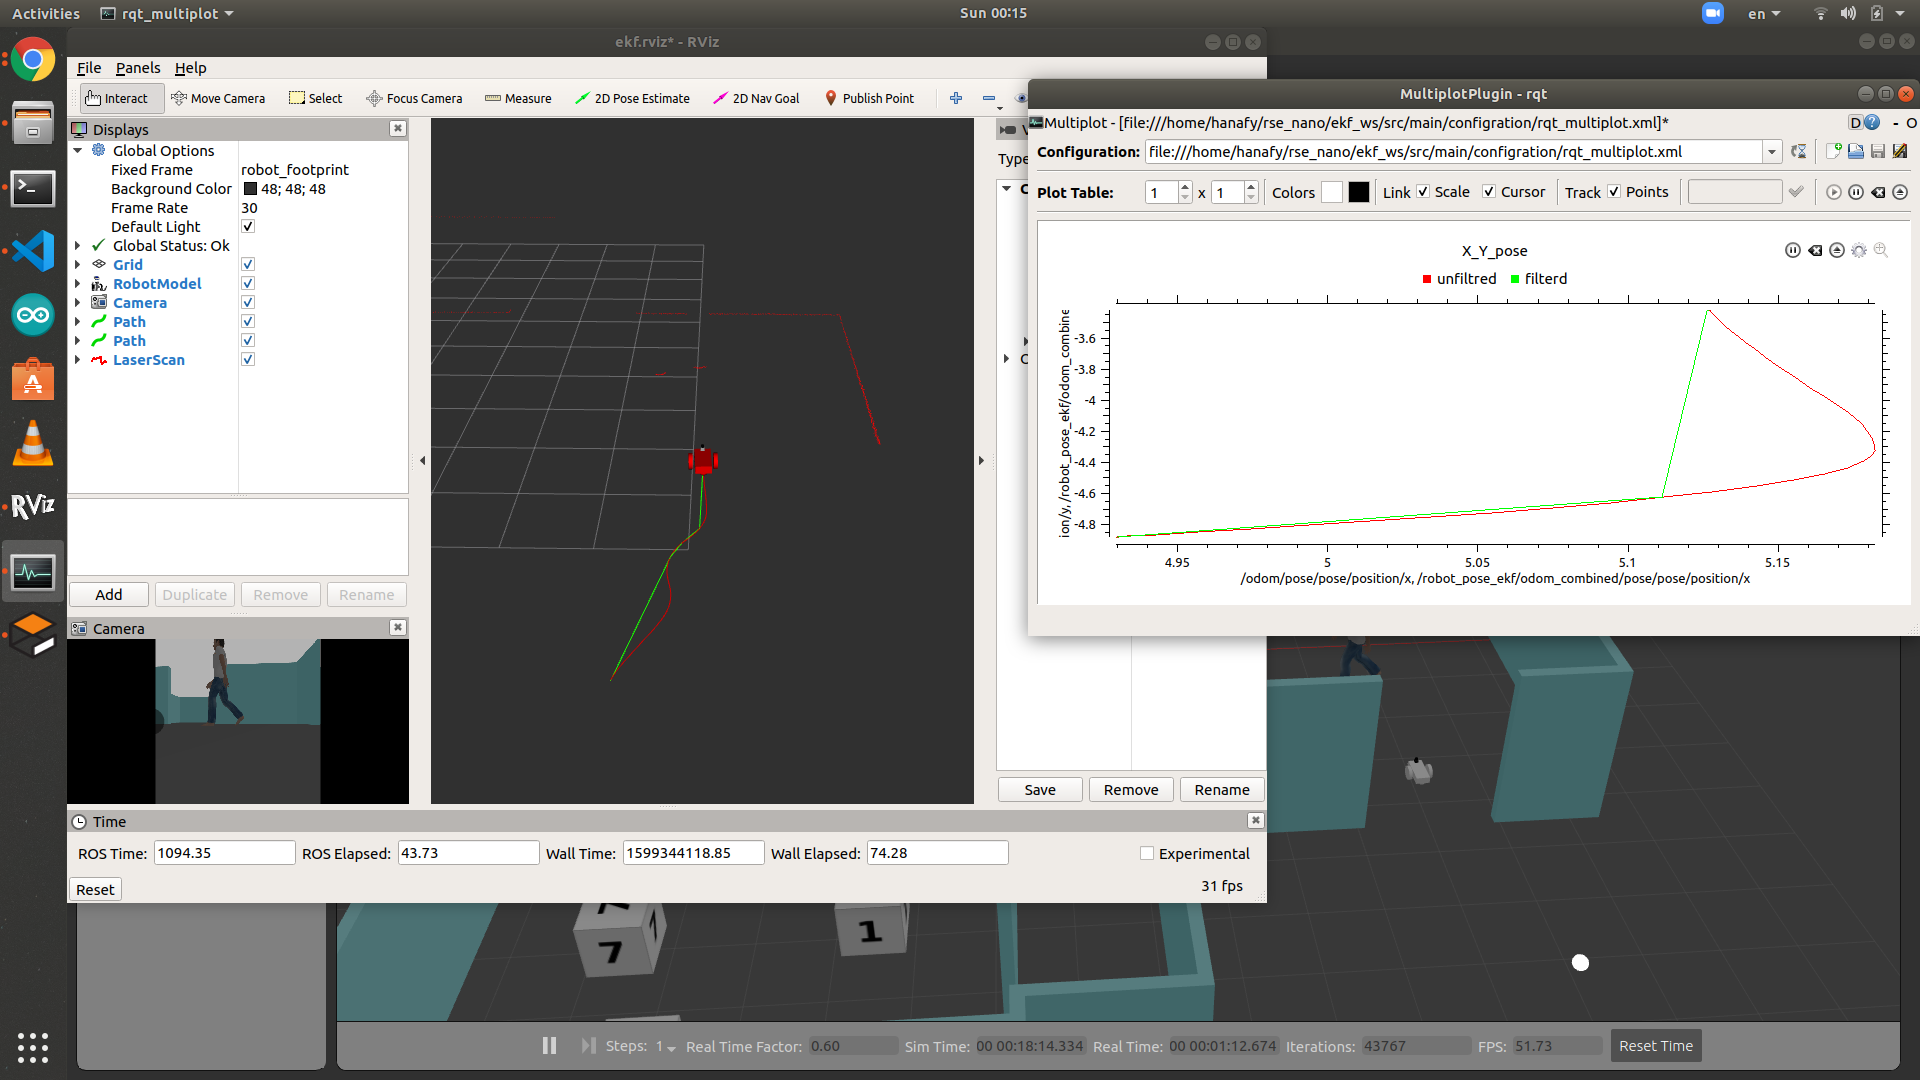 Activities
rqt_multiplot
Sun 00:15
en
ekf.rviz* - RViz
File Panels Help
Interact Move Camera Select Focus Camera Measure 2D Pose Estimate 2D Nav Goal Publish Point
Displays
Global Options
Fixed Frame robot_footprint
Background Color 48; 48; 48
Frame Rate 30
Default Light
Global Status: Ok
Grid
RobotModel
Camera
Path
Path
LaserScan
Add Duplicate Remove Rename
Camera
Type
Save Remove Rename
Time
ROS Time: 1094.35 ROS Elapsed: 43.73 Wall Time: 1599344118.85 Wall Elapsed: 74.28 Experimental
Reset
31 fps
MultiplotPlugin - rqt
Multiplot - [file:///home/hanafy/rse_nano/ekf_ws/src/main/configration/rqt_multiplot.xml]*
D ? - O
Configuration: file:///home/hanafy/rse_nano/ekf_ws/src/main/configration/rqt_multiplot.xml
Plot Table: 1 x 1 Colors Link Scale Cursor Track Points
X_Y_pose
unfiltred filterd
ion/y, /robot_pose_ekf/odom_combine
-3.6
-3.8
-4
-4.2
-4.4
-4.6
-4.8
4.95 5 5.05 5.1 5.15
/odom/pose/pose/position/x, /robot_pose_ekf/odom_combined/pose/pose/position/x
RViz
7
1
Steps: 1 Real Time Factor: 0.60 Sim Time: 00 00:18:14.334 Real Time: 00 00:01:12.674 Iterations: 43767 FPS: 51.73 Reset Time